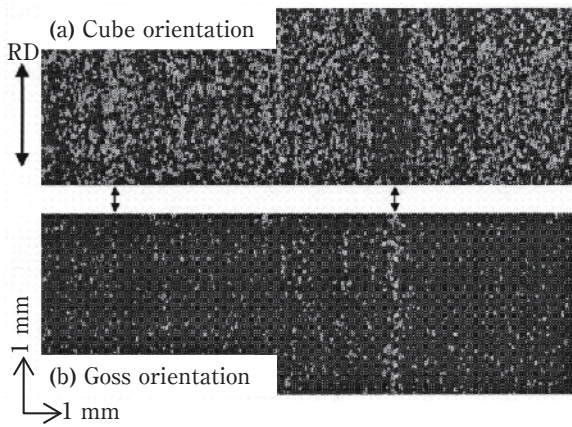 (a) Cube orientation
RD
(b) Goss orientation
1 mm
1 mm